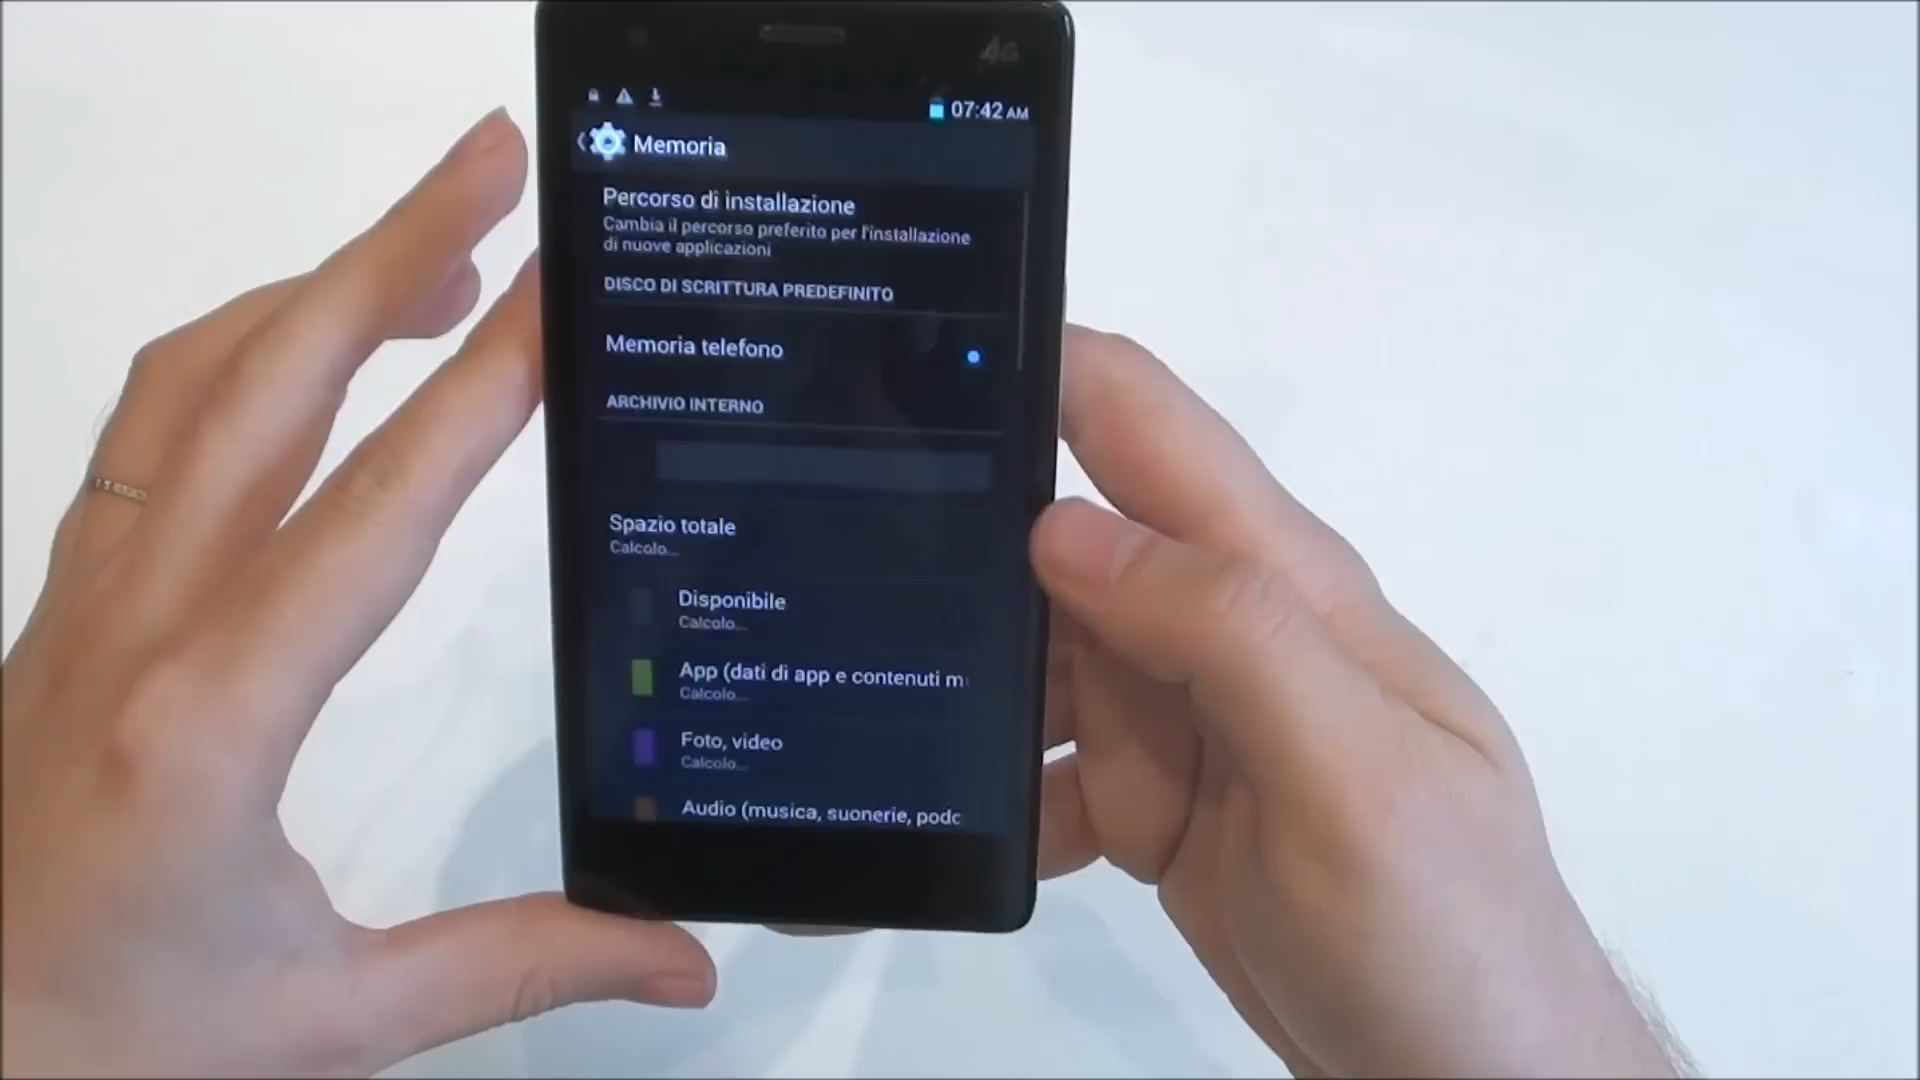 4G
07:42 AM
Memoria
Percorso di installazione
Cambia il percorso preferito per l'installazione
di nuove applicazioni
DISCO DI SCRITTURA PREDEFINITO
Memoria telefono
ARCHIVIO INTERNO
Spazio totale
Calcolo...
Disponibile
Calcolo...
App (dati di app e contenuti m
Calcolo...
Foto, video
Calcolo...
Audio (musica, suonerie, podc